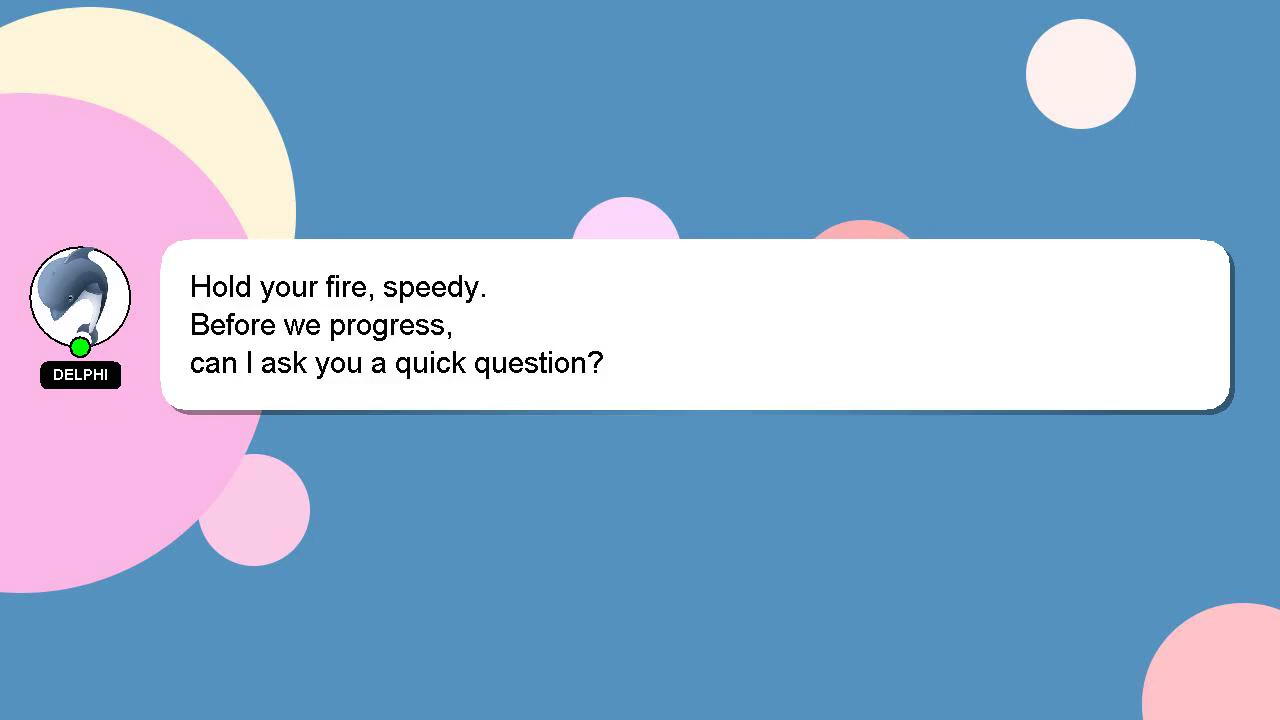 Hold your fire, speedy.
Before we progress,
can I ask you a quick question?
DELPHI